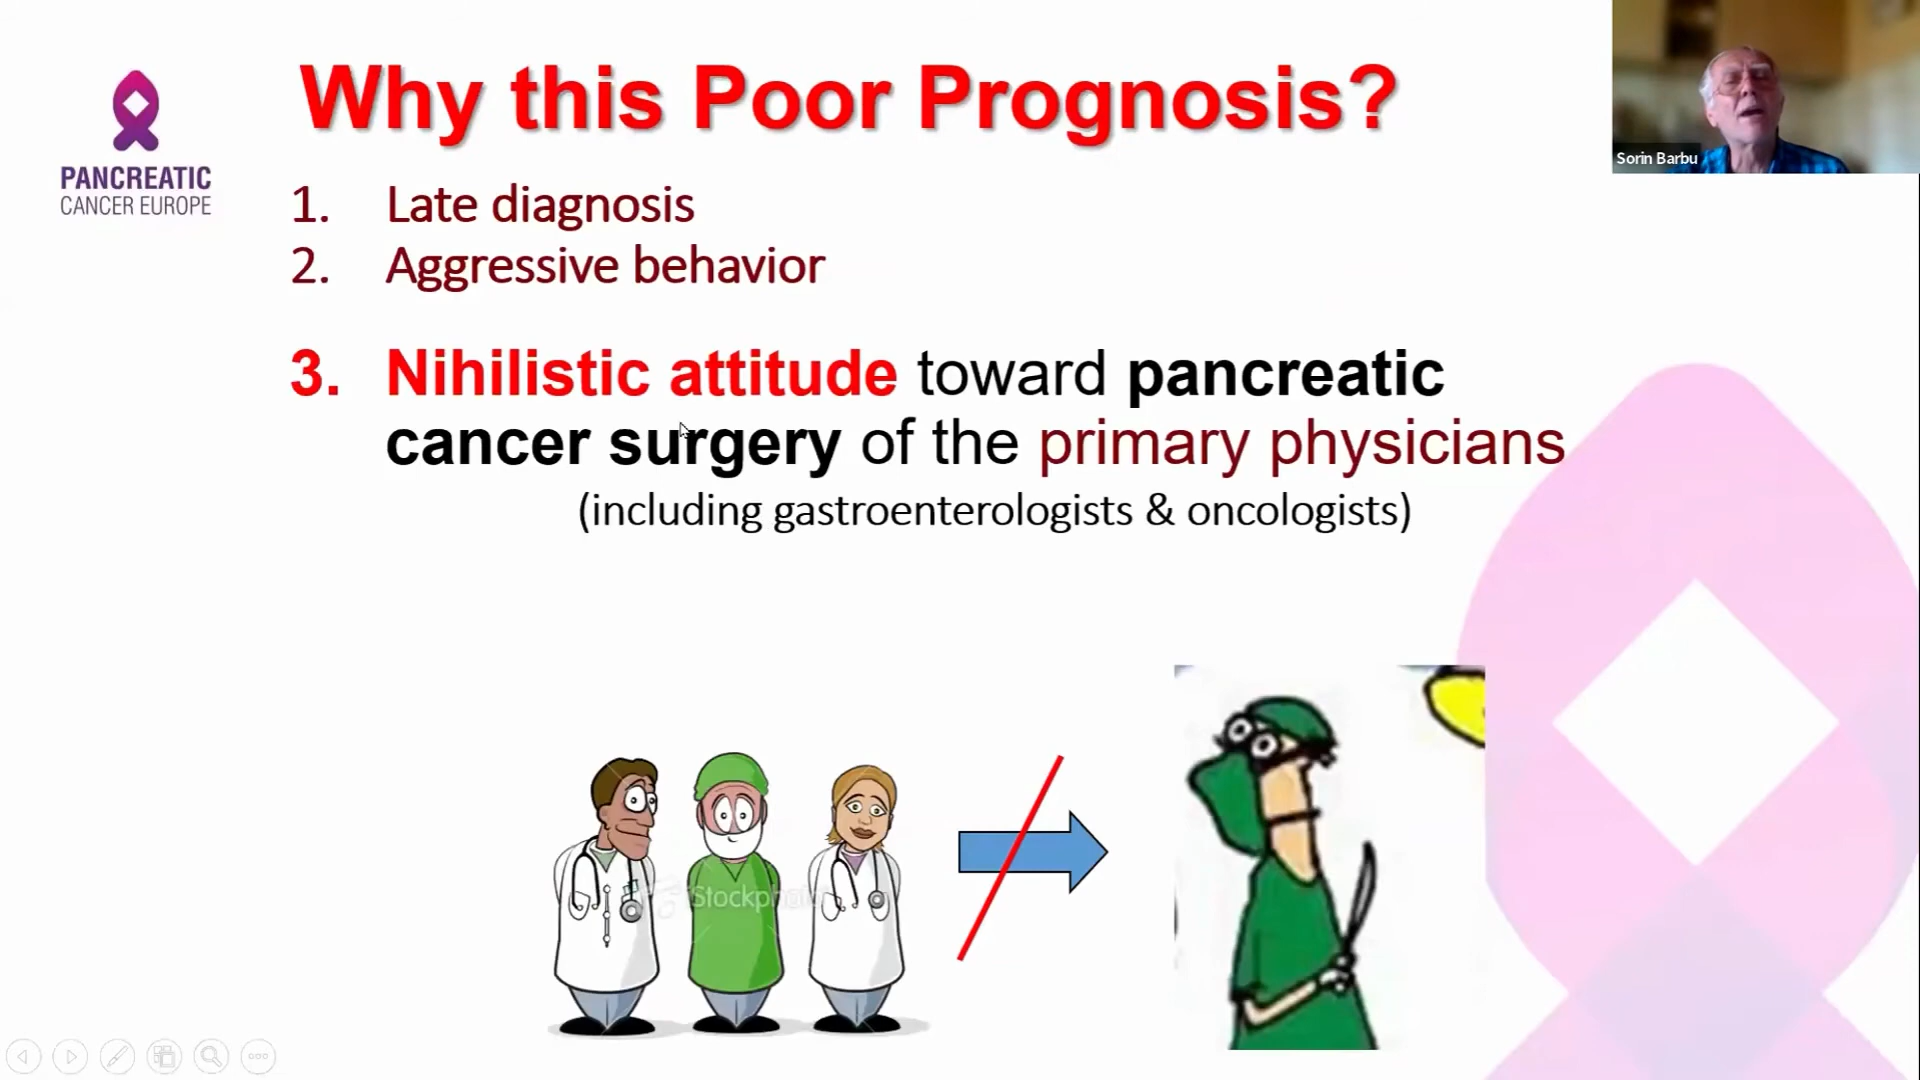 Why this Poor Prognosis?
Sorin Barbu
PANCREATIC
CANCER EUROPE
1. Late diagnosis
2. Aggressive behavior
3. Nihilistic attitude toward pancreatic
cancer surgery of the primary physicians
(including gastroenterologists & oncologists)
iStockphoto